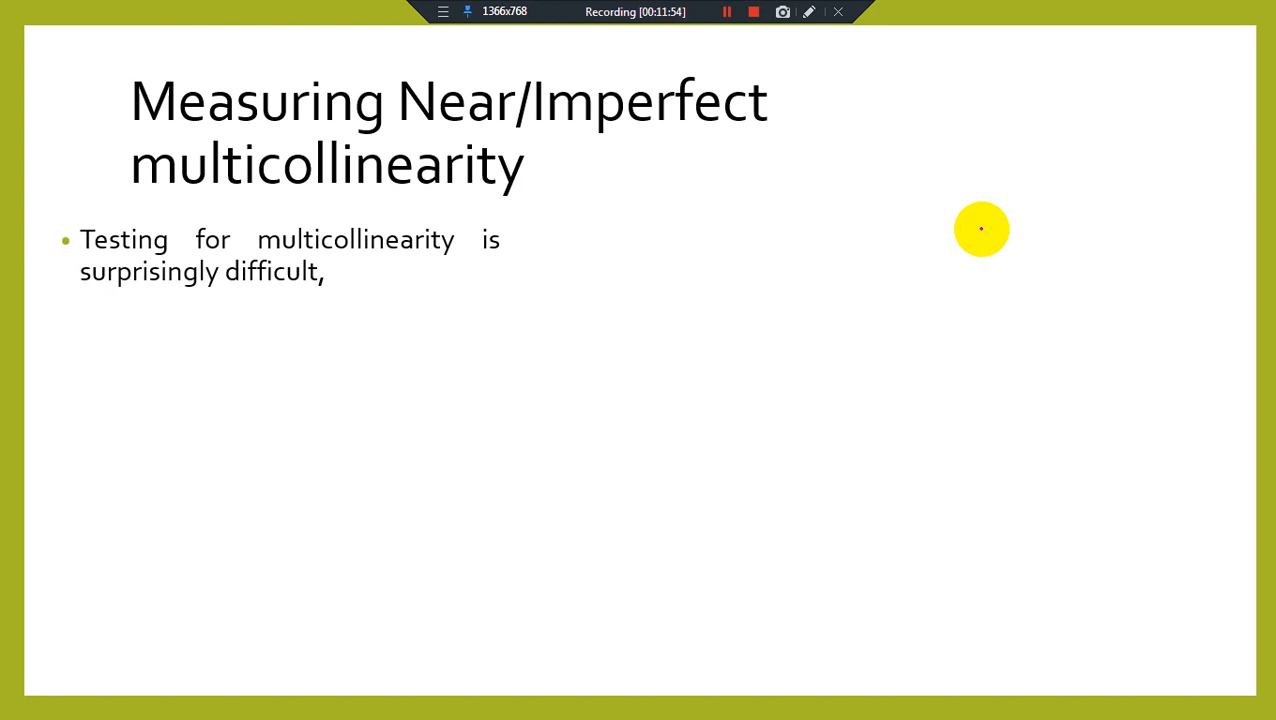 1366x768
Recording [00:11:54]
Measuring Near/Imperfect
multicollinearity
• Testing for multicollinearity is
surprisingly difficult,